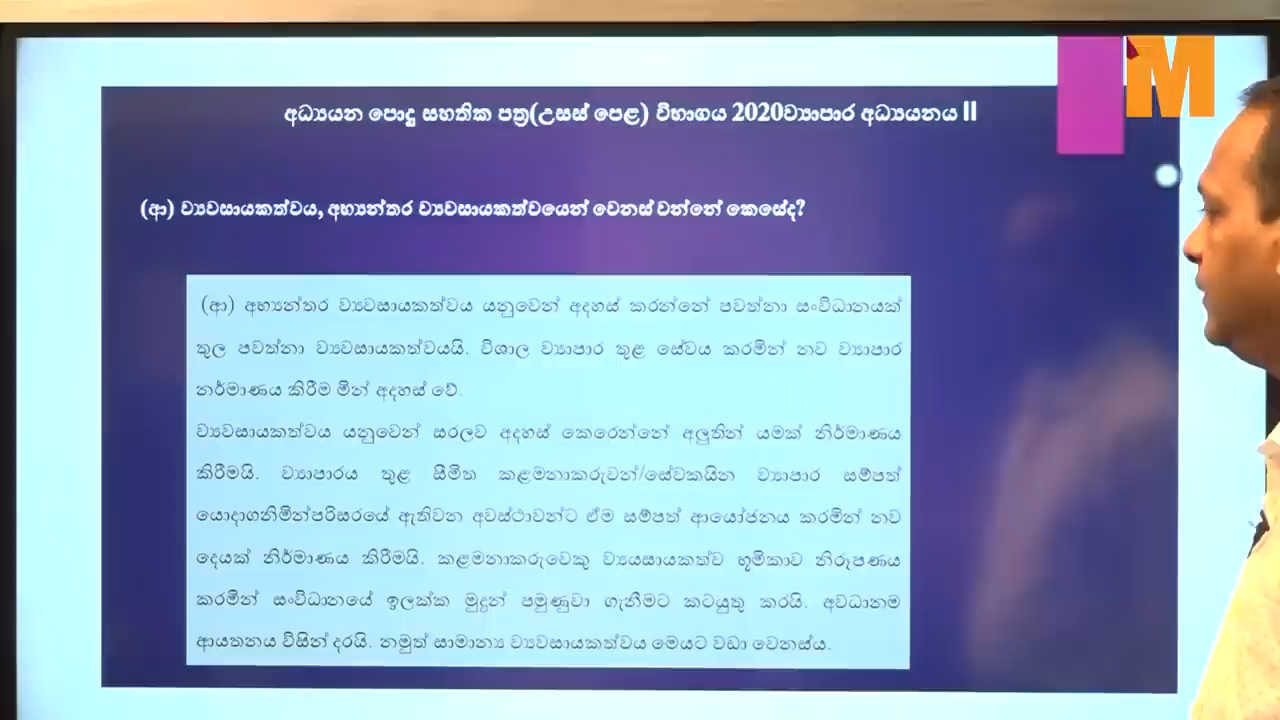 අධ්‍යයන පොදු සහතික පත්‍ර(උසස් පෙළ) විභාගය 2020ව්‍යාපාර අධ්‍යයනය II
M
(ආ) ව්‍යවසායකත්වය, අභ්‍යන්තර ව්‍යවසායකත්වයෙන් වෙනස් වන්නේ කෙසේද?
(ආ) අභ්‍යන්තර ව්‍යවසායකත්වය යනුවෙන් අදහස් කරන්නේ පවත්නා සංවිධානයක්
තුල පවත්නා ව්‍යවසායකත්වයයි. විශාල ව්‍යාපාර තුළ සේවය කරමින් නව ව්‍යාපාර
නර්මාණය කිරීම මින් අදහස් වේ.
ව්‍යවසායකත්වය යනුවෙන් සරලව අදහස් කෙරෙන්නේ අලුතින් යමක් නිර්මාණය
කිරීමයි. ව්‍යාපාරය තුළ සීමිත කළමනාකරුවන්/සේවකයින ව්‍යාපාර සම්පත්
යොදාගනිමින්පරිසරයේ ඇතිවන අවස්ථාවන්ට ඒම සම්පත් ආයෝජනය කරමින් නව
දෙයක් නිර්මාණය කිරීමයි. කළමනාකරුවෙකු ව්‍යයසායකත්ව භූමිකාව නිරූපණය
කරමින් සංවිධානයේ ඉලක්ක මුදුන් පමුණුවා ගැනීමට කටයුතු කරයි. අවධානම
ආයතනය විසින් දරයි. නමුත් සාමාන්‍ය ව්‍යවසායකත්වය මෙයට වඩා වෙනස්ය.